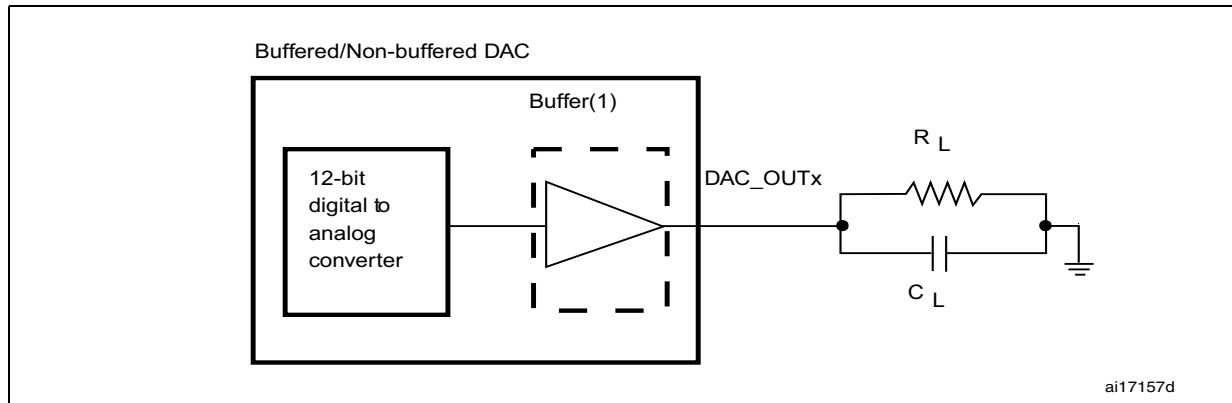 Buffered/Non-buffered DAC
Buffer(1)
12-bit
digital to
analog
converter
DAC_OUTx
R L
C L
ai17157d